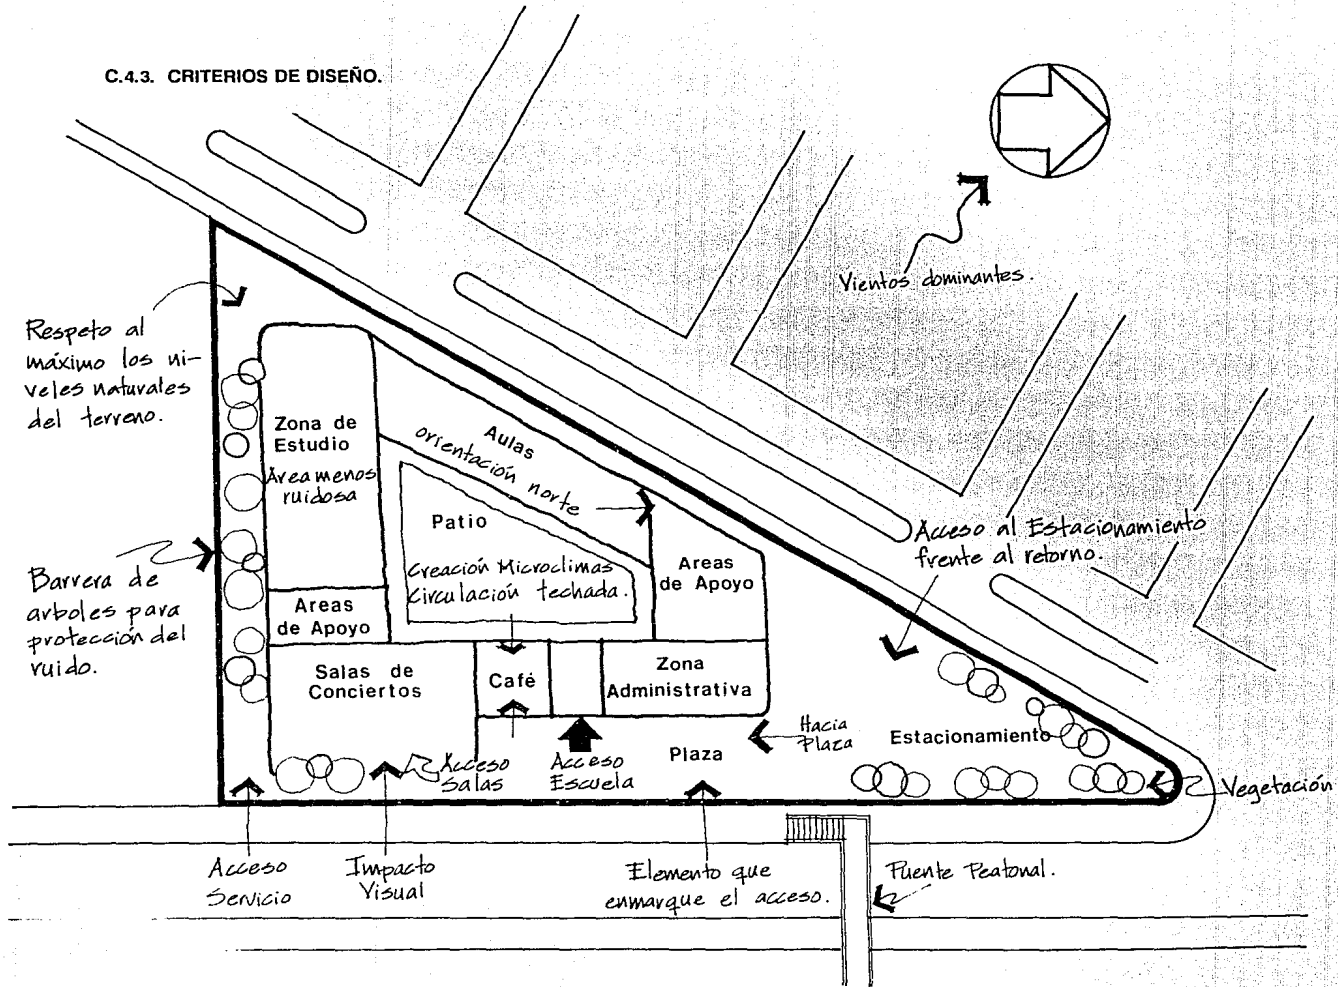 C.4.3. CRITERIOS DE DISEÑO.
Vientos dominantes.
Respeto al
máximo los ni-
veles naturales
del terreno.
Zona de
Estudio
Area menos
ruidosa
Aulas
orientación norte
Patio
Creación Microclimas
Circulación techada.
Areas
de Apoyo
Acceso al Estacionamiento
frente al retorno.
Barrera de
arboles para
protección del
ruido.
Areas
de Apoyo
Salas de
Conciertos
Café
Zona
Administrativa
Hacia
Plaza
Estacionamiento
Plaza
Acceso
Salas
Acceso
Escuela
Vegetación
Acceso
Servicio
Impacto
Visual
Elemento que
enmarque el acceso.
Puente Peatonal.